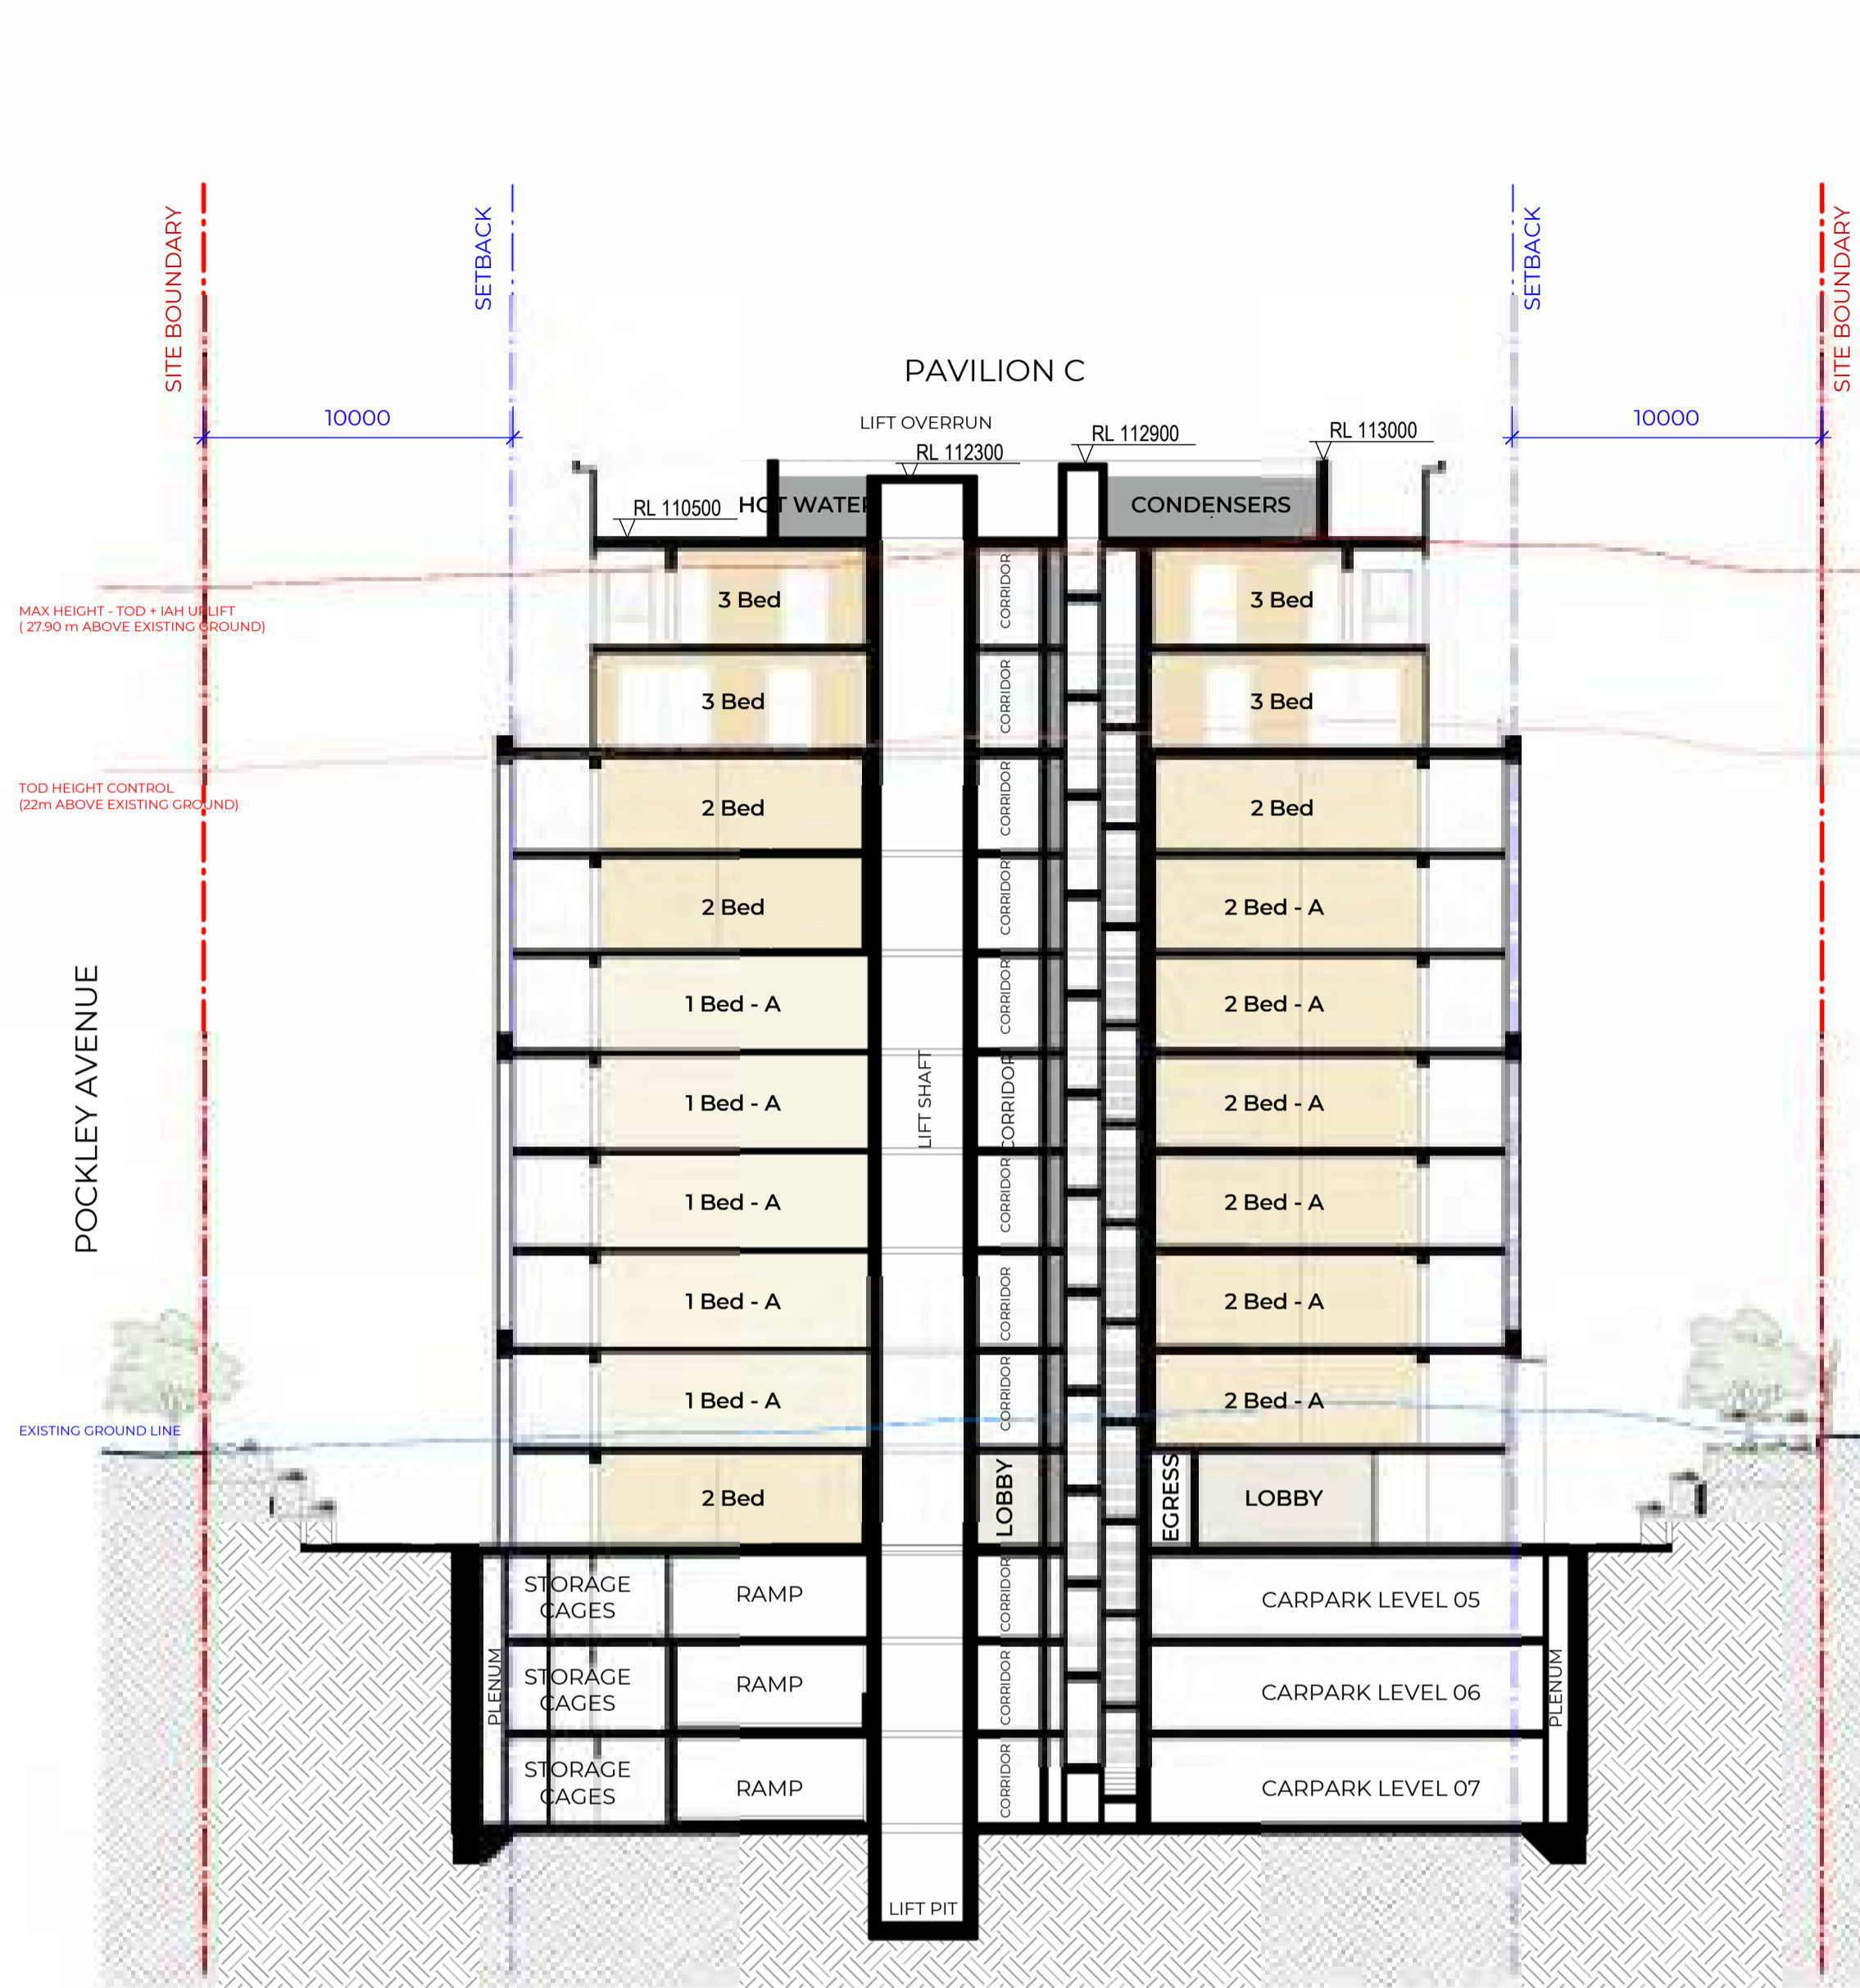 SITE BOUNDARY
SETBACK
SETBACK
SITE BOUNDARY
PAVILION C
10000
10000
LIFT OVERRUN
RL 112300
RL 112900
RL 113000
RL 110500
HOT WATER
CONDENSERS
MAX HEIGHT - TOD + IAH UPLIFT
( 27.90 m ABOVE EXISTING GROUND)
3 Bed
CORRIDOR
3 Bed
3 Bed
CORRIDOR
3 Bed
TOD HEIGHT CONTROL
(22m ABOVE EXISTING GROUND)
2 Bed
CORRIDOR
2 Bed
2 Bed
CORRIDOR
2 Bed - A
1 Bed - A
CORRIDOR
2 Bed - A
POCKLEY AVENUE
1 Bed - A
LIFT SHAFT
CORRIDOR
2 Bed - A
1 Bed - A
CORRIDOR
2 Bed - A
1 Bed - A
CORRIDOR
2 Bed - A
1 Bed - A
CORRIDOR
2 Bed - A
EXISTING GROUND LINE
2 Bed
LOBBY
EGRESS
LOBBY
STORAGE
CAGES
RAMP
CORRIDOR
CARPARK LEVEL 05
PLENUM
STORAGE
CAGES
RAMP
CORRIDOR
CARPARK LEVEL 06
PLENUM
STORAGE
CAGES
RAMP
CORRIDOR
CARPARK LEVEL 07
LIFT PIT